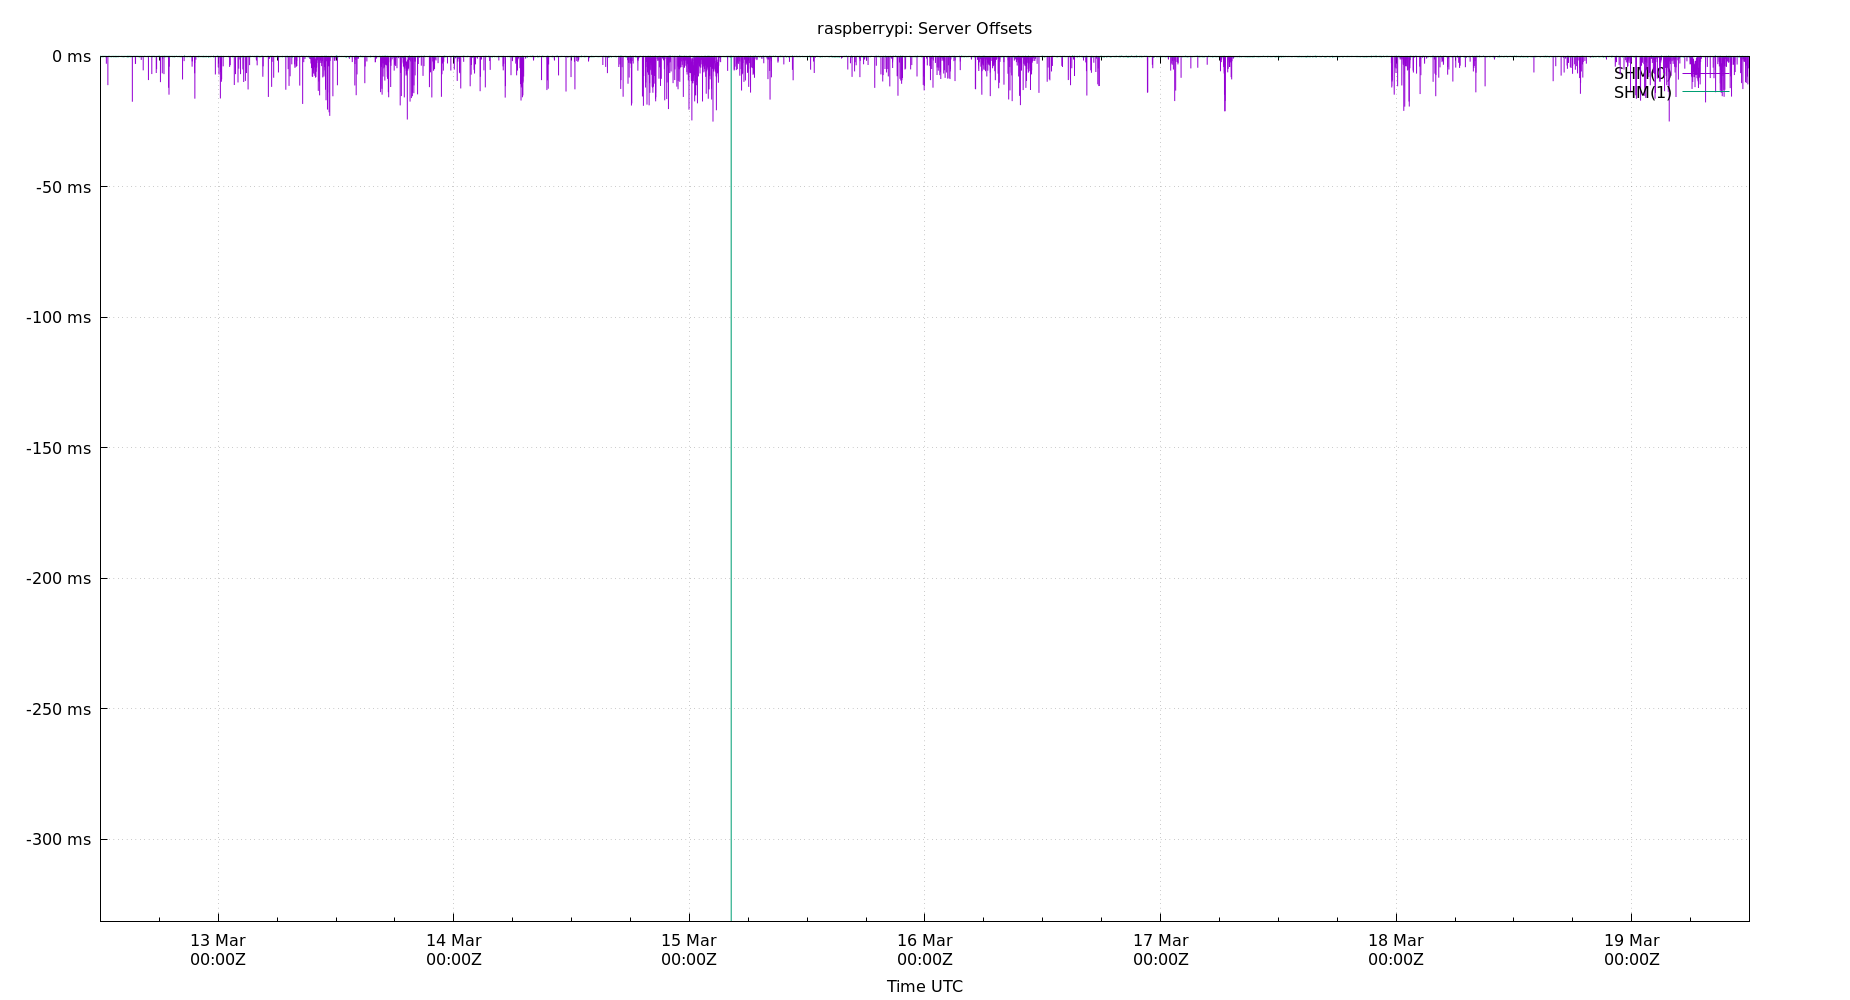 raspberrypi: Server Offsets
0 ms
SHM(0)
SHM(1)
-50 ms
-100 ms
-150 ms
-200 ms
-250 ms
-300 ms
13 Mar 14 Mar 15 Mar 16 Mar 17 Mar 18 Mar 19 Mar
00:00Z 00:00Z 00:00Z 00:00Z 00:00Z 00:00Z 00:00Z
Time UTC